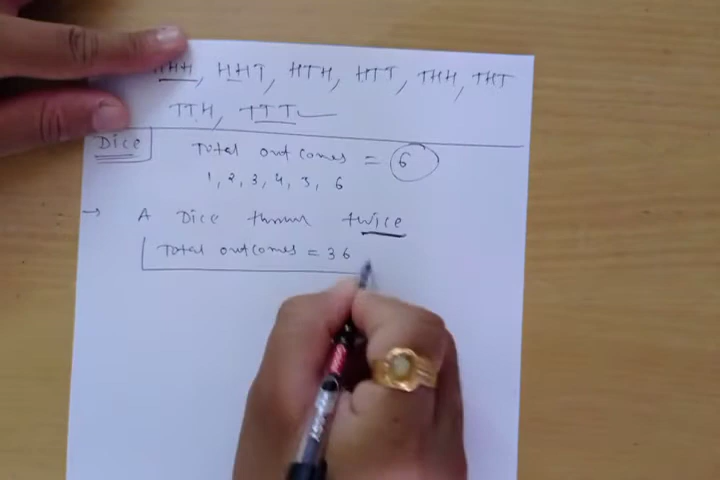 HHH, HHT, HTH, HTT, THH, THT
TTH, TTT
Dice
Total outcomes = 6
1, 2, 3, 4, 5, 6
→ A Dice thrown twice
Total outcomes = 36